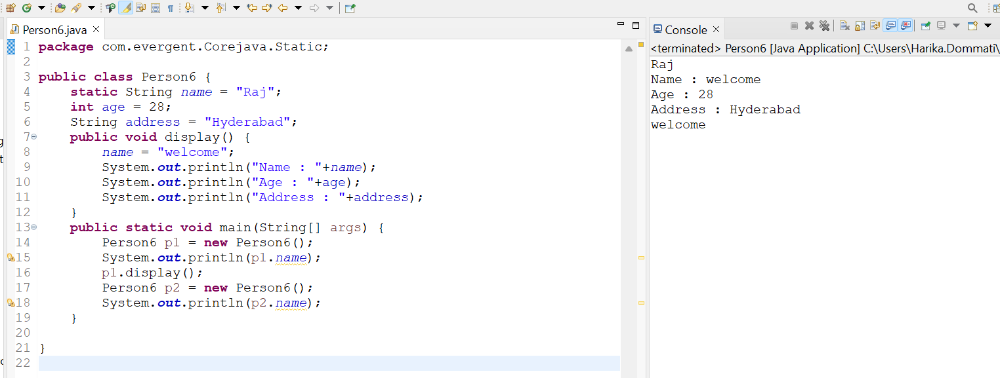 Person6.java
1 package com.evergent.Corejava.Static;
2
3 public class Person6 {
4     static String name = "Raj";
5     int age = 28;
6     String address = "Hyderabad";
7     public void display() {
8         name = "welcome";
9         System.out.println("Name : "+name);
10         System.out.println("Age : "+age);
11         System.out.println("Address : "+address);
12     }
13     public static void main(String[] args) {
14         Person6 p1 = new Person6();
15         System.out.println(p1.name);
16         p1.display();
17         Person6 p2 = new Person6();
18         System.out.println(p2.name);
19     }
20
21 }
22
Console
<terminated> Person6 [Java Application] C:\Users\Harika.Dommati\
Raj
Name : welcome
Age : 28
Address : Hyderabad
welcome